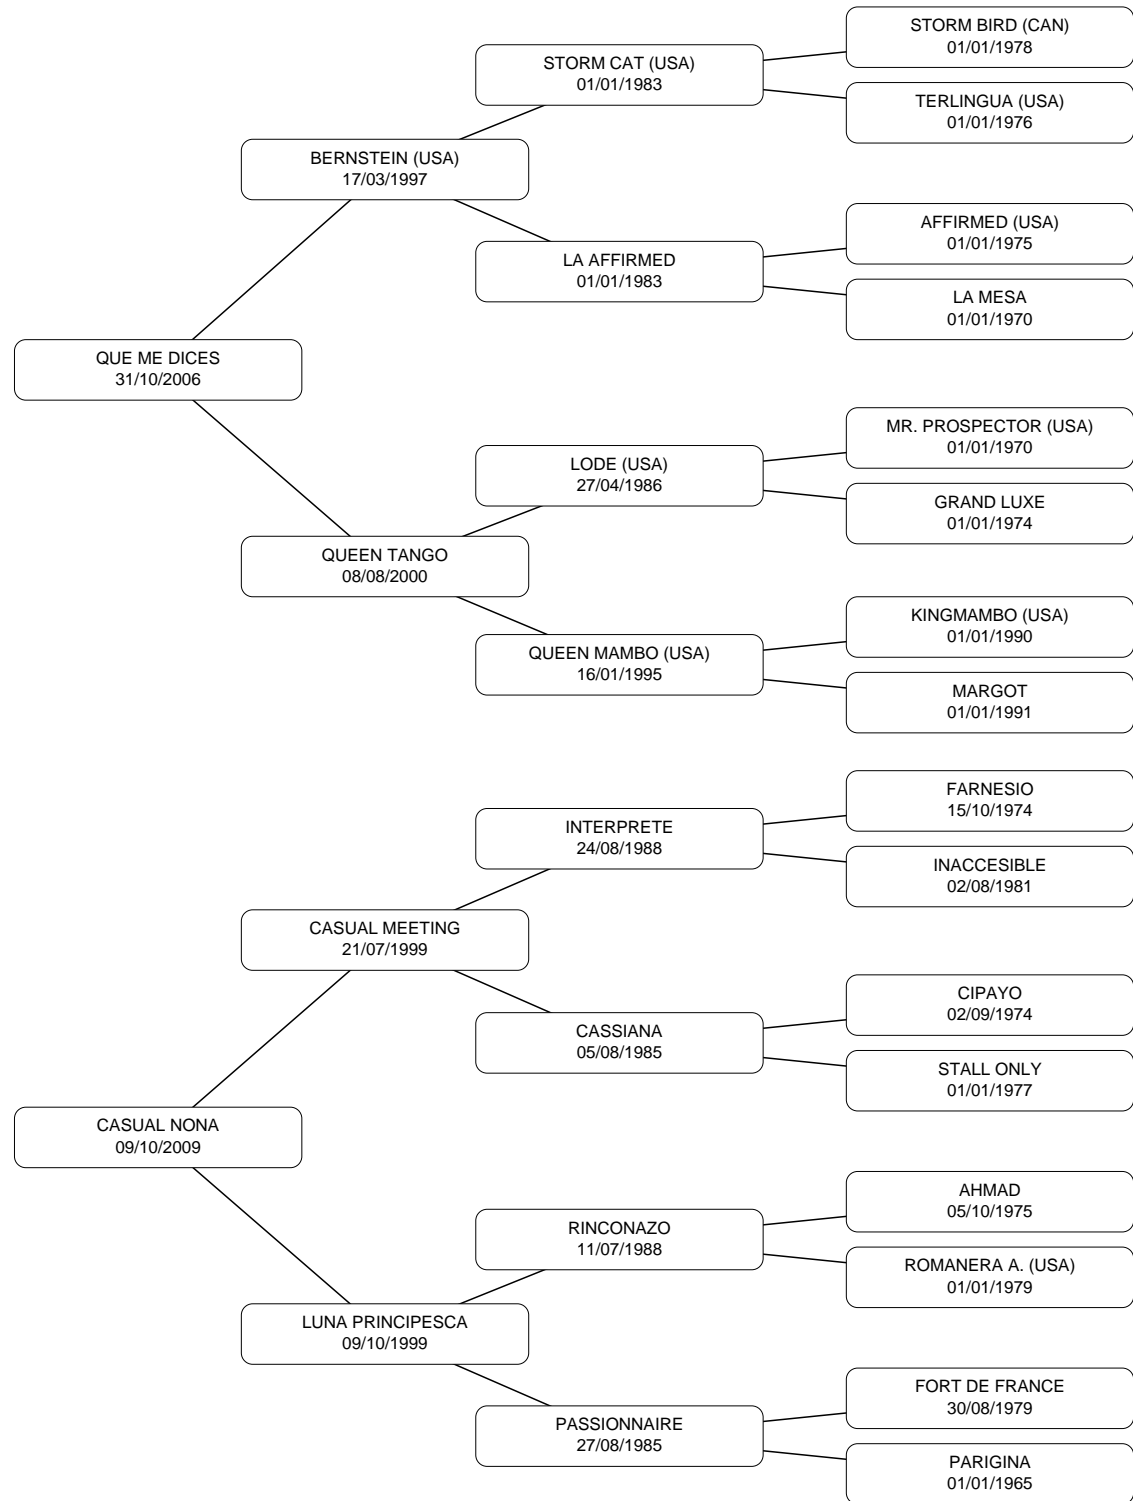 STORM BIRD (CAN)
01/01/1978
STORM CAT (USA)
01/01/1983
TERLINGUA (USA)
01/01/1976
BERNSTEIN (USA)
17/03/1997
AFFIRMED (USA)
01/01/1975
LA AFFIRMED
01/01/1983
LA MESA
01/01/1970
QUE ME DICES
31/10/2006
MR. PROSPECTOR (USA)
01/01/1970
LODE (USA)
27/04/1986
GRAND LUXE
01/01/1974
QUEEN TANGO
08/08/2000
KINGMAMBO (USA)
01/01/1990
QUEEN MAMBO (USA)
16/01/1995
MARGOT
01/01/1991
FARNESIO
15/10/1974
INTERPRETE
24/08/1988
INACCESIBLE
02/08/1981
CASUAL MEETING
21/07/1999
CIPAYO
02/09/1974
CASSIANA
05/08/1985
STALL ONLY
01/01/1977
CASUAL NONA
09/10/2009
AHMAD
05/10/1975
RINCONAZO
11/07/1988
ROMANERA A. (USA)
01/01/1979
LUNA PRINCIPESCA
09/10/1999
FORT DE FRANCE
30/08/1979
PASSIONNAIRE
27/08/1985
PARIGINA
01/01/1965